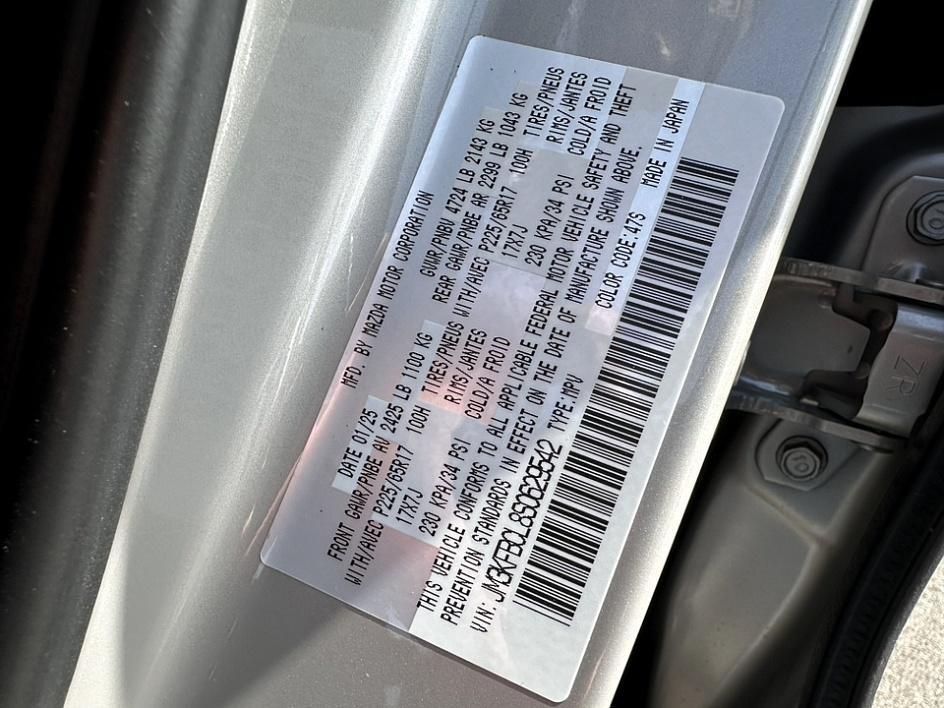 MFD. BY MAZDA MOTOR CORPORATION
DATE 01/25 GVWR/PNBV 4724 LB 2143 KG
FRONT GAWR/PNBE AV 2425 LB 1100 KG REAR GAWR/PNBE AR 2299 LB 1043 KG
WITH/AVEC P225/65R17 100H TIRES/PNEUS WITH/AVEC P225/65R17 100H TIRES/PNEUS
17X7J RIMS/JANTES 17X7J RIMS/JANTES
230 KPA/34 PSI COLD/A FROID 230 KPA/34 PSI COLD/A FROID
THIS VEHICLE CONFORMS TO ALL APPLICABLE FEDERAL MOTOR VEHICLE SAFETY AND THEFT
PREVENTION STANDARDS IN EFFECT ON THE DATE OF MANUFACTURE SHOWN ABOVE.
VIN: JM3KFBCL8S0629542 TYPE:MPV COLOR CODE:47S MADE IN JAPAN
ZR